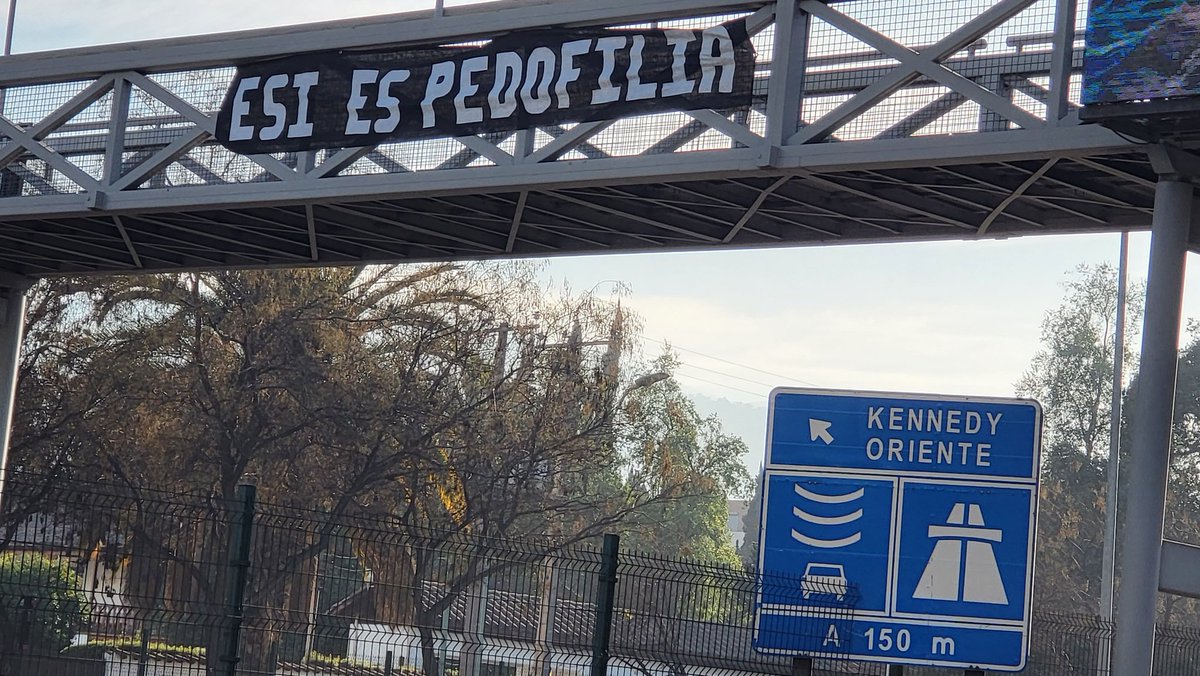 ESI ES PEDOFILIA
KENNEDY
ORIENTE
A 150 m